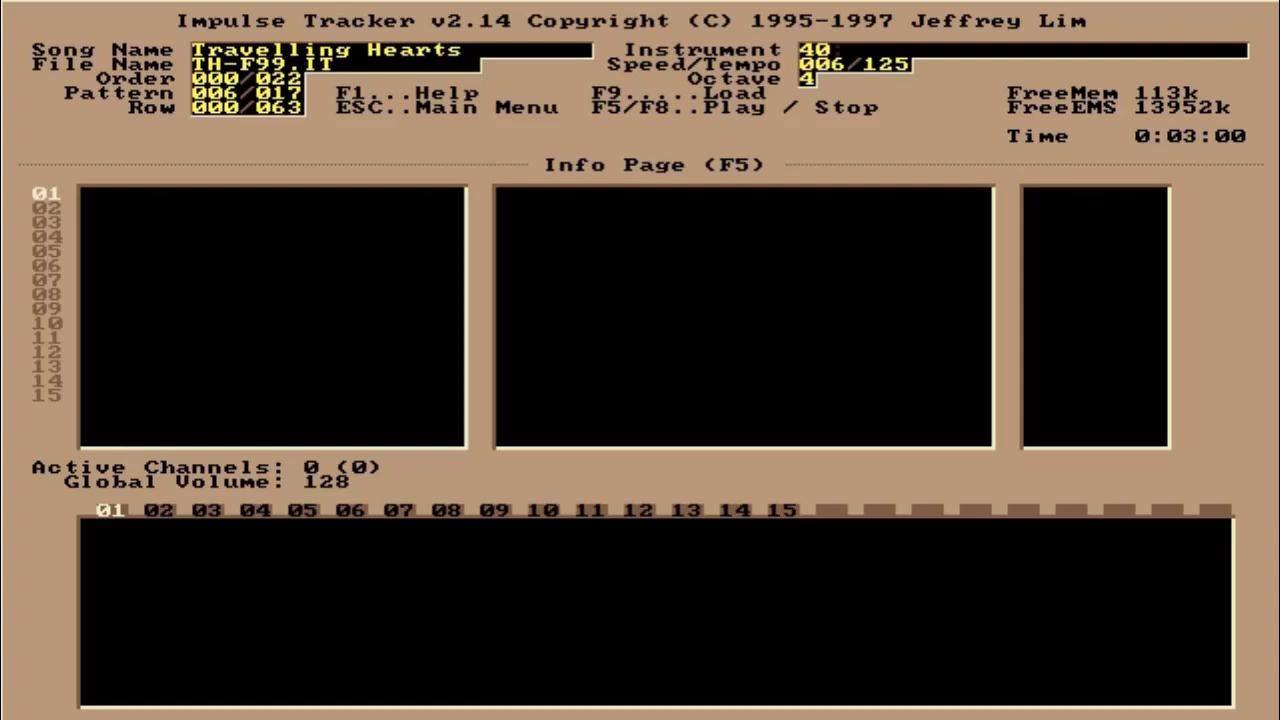 Impulse Tracker v2.14 Copyright (C) 1995-1997 Jeffrey Lim
Song Name Travelling Hearts Instrument 40
File Name TH-F99.IT Speed/Tempo 006/125
Order 000/022 Octave 4
Pattern 006/017 F1...Help F9.....Load FreeMem 113k
Row 000/063 ESC..Main Menu F5/F8..Play / Stop FreeEMS 13952k
Time 0:03:00
Info Page (F5)
01
02
03
04
05
06
07
08
09
10
11
12
13
14
15
Active Channels: 0 (0)
Global Volume: 128
01 02 03 04 05 06 07 08 09 10 11 12 13 14 15